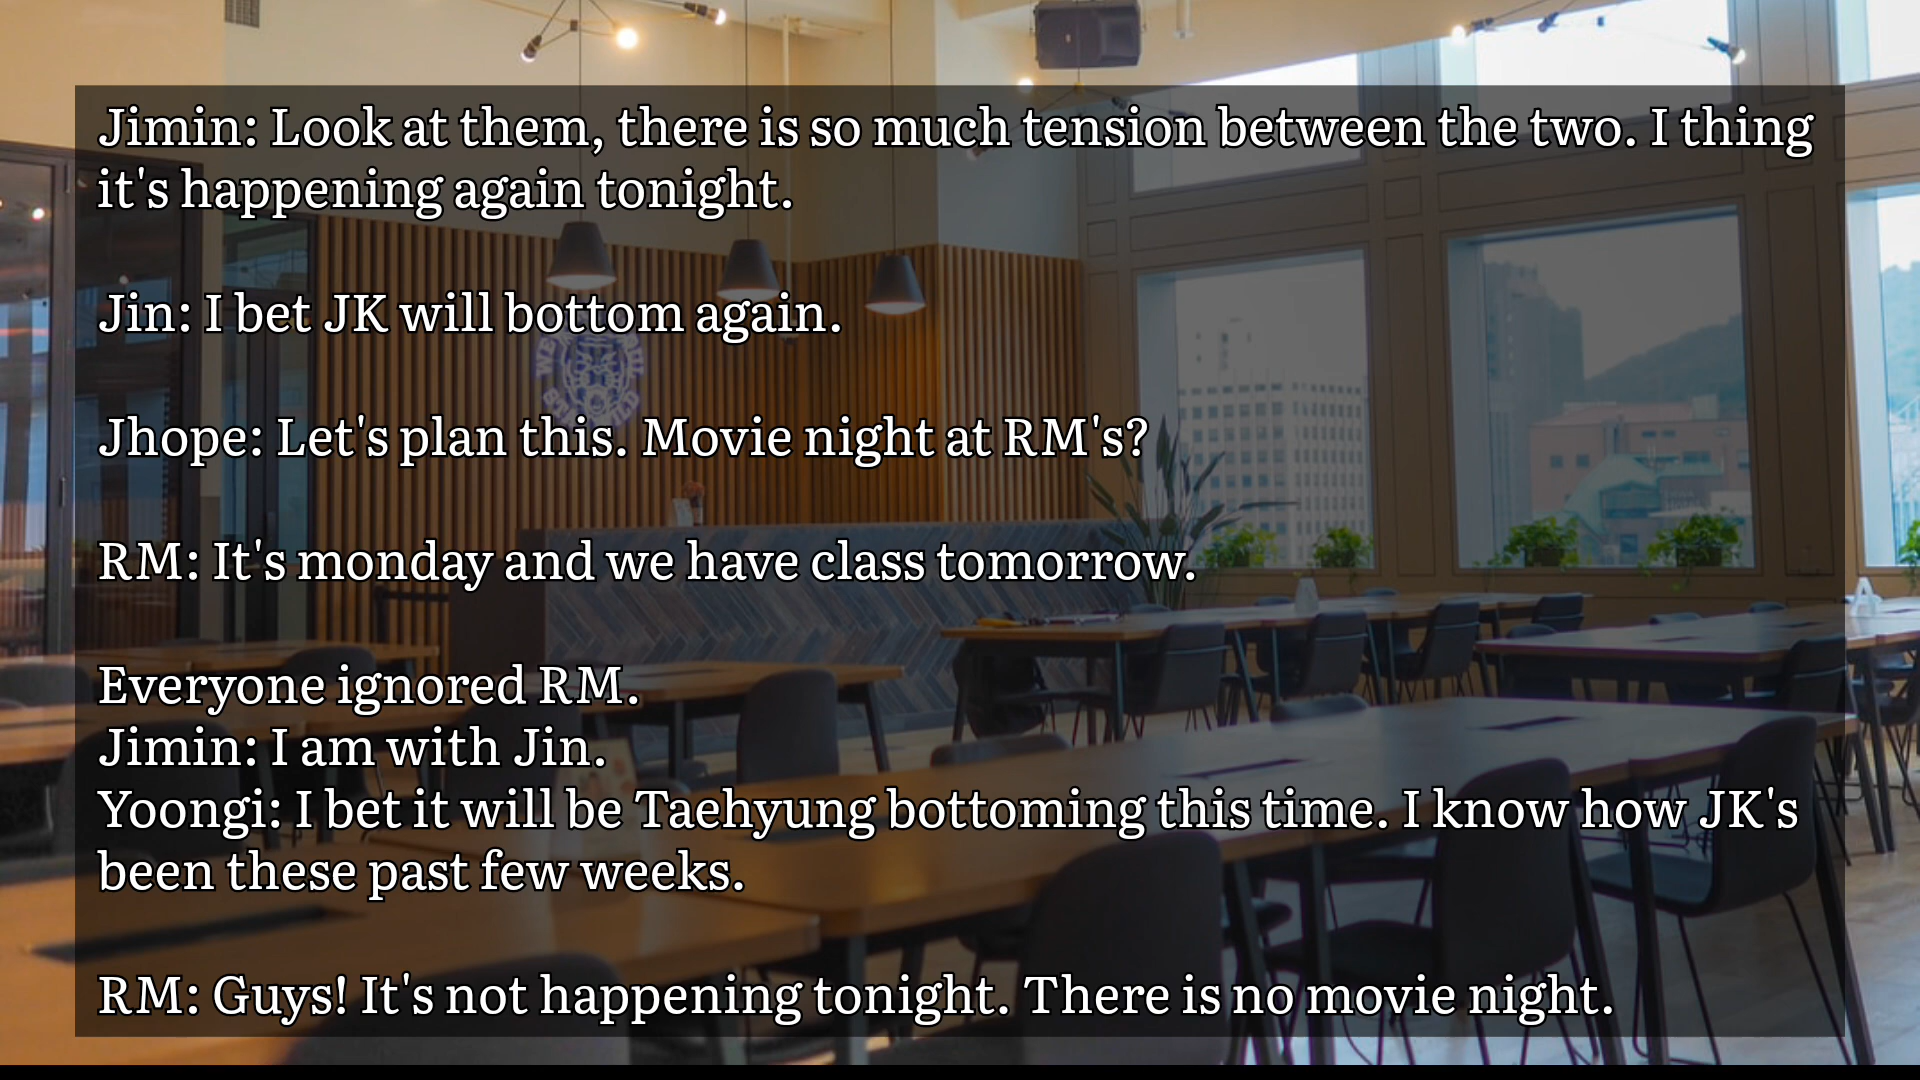 Jimin: Look at them, there is so much tension between the two. I thing
it's happening again tonight.
Jin: I bet JK will bottom again.
Jhope: Let's plan this. Movie night at RM's?
RM: It's monday and we have class tomorrow.
Everyone ignored RM.
Jimin: I am with Jin.
Yoongi: I bet it will be Taehyung bottoming this time. I know how JK's
been these past few weeks.
RM: Guys! It's not happening tonight. There is no movie night.